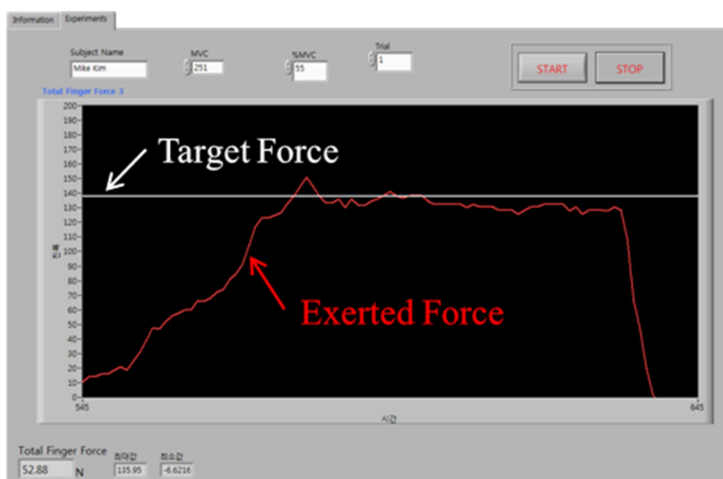 Information Experiments
Subject Name MVC %MVC Trial
Mike Kim 251 55 1
START STOP
Total Finger Force 3
200
190
180
170
160
150
140
130
120
110
100
90
80
70
60
50
40
30
20
10
0
진폭
Target Force
Exerted Force
545 645
시간
Total Finger Force 최대값 최소값
52.88 N 135.95 -6.6216